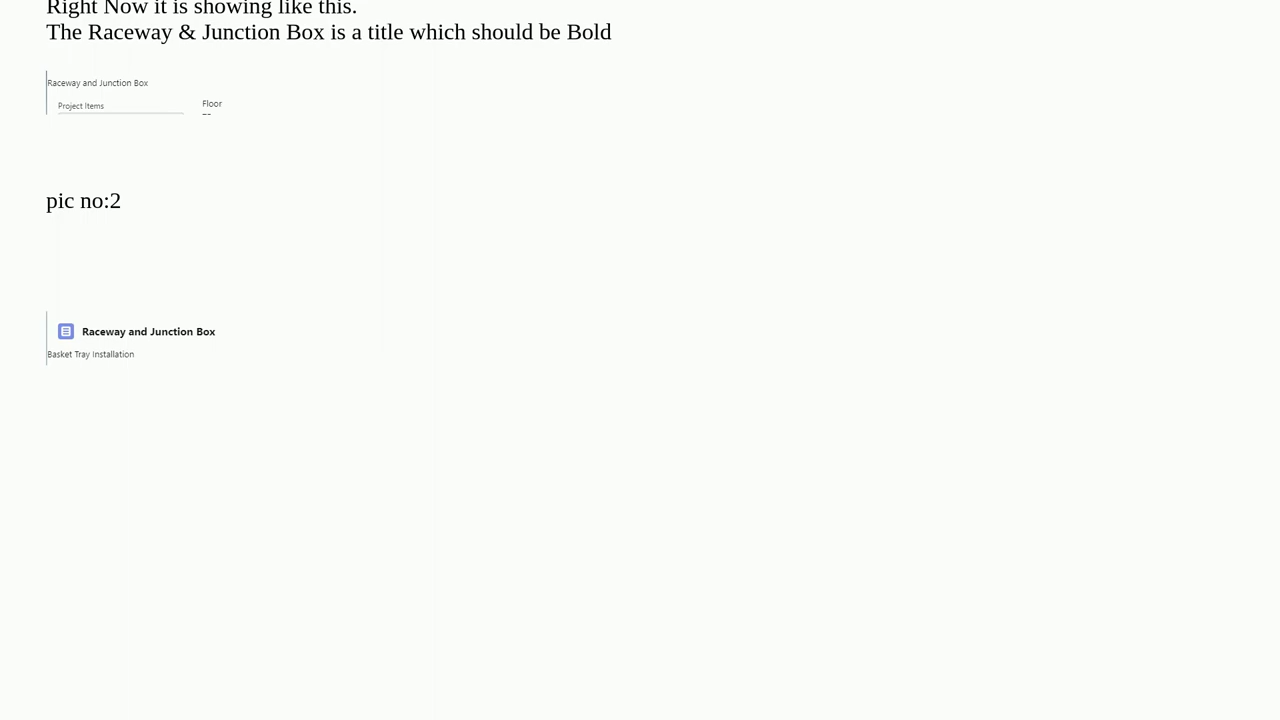 Right Now it is showing like this.
The Raceway & Junction Box is a title which should be Bold
Raceway and Junction Box
Project Items
Floor
pic no:2
Raceway and Junction Box
Basket Tray Installation